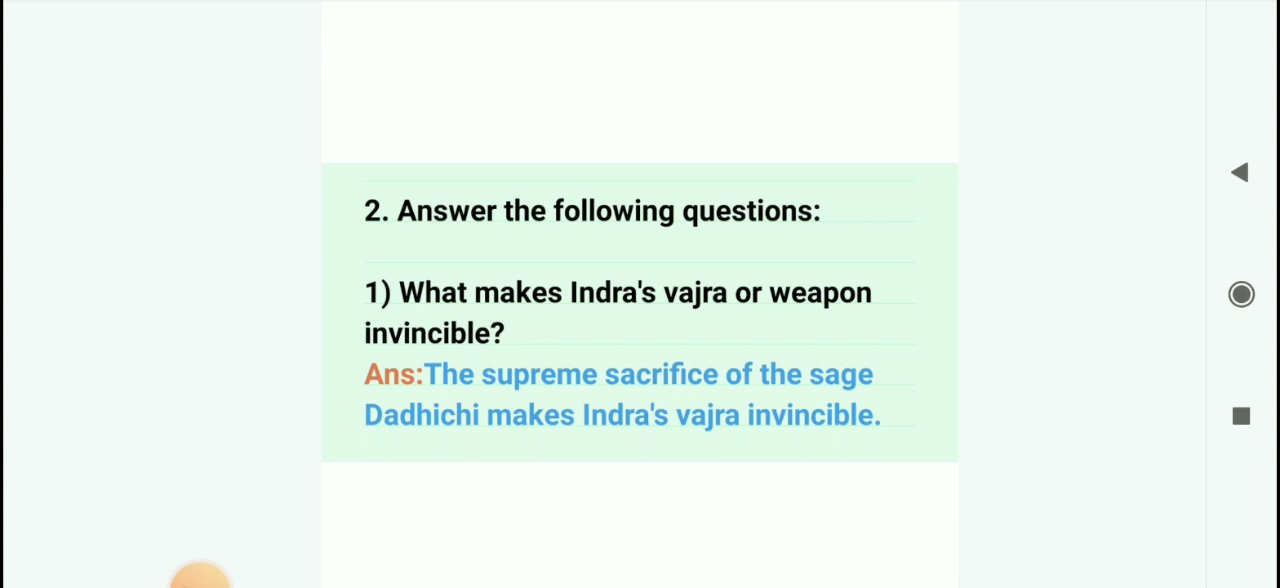 2. Answer the following questions:
1) What makes Indra's vajra or weapon
invincible?
Ans:The supreme sacrifice of the sage
Dadhichi makes Indra's vajra invincible.